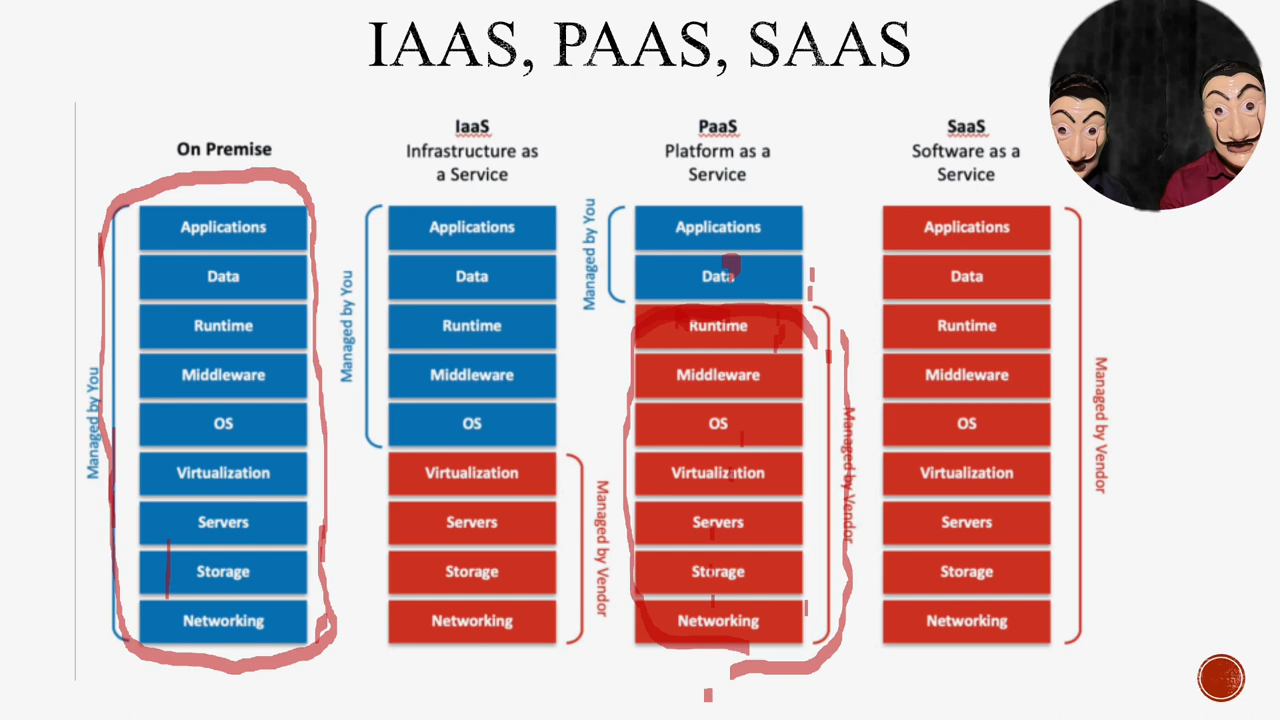 IAAS, PAAS, SAAS
On Premise
Managed by You
Applications
Data
Runtime
Middleware
OS
Virtualization
Servers
Storage
Networking
IaaS
Infrastructure as
a Service
Managed by You
Applications
Data
Runtime
Middleware
OS
Virtualization
Servers
Storage
Networking
Managed by Vendor
PaaS
Platform as a
Service
Managed by You
Applications
Data
Runtime
Middleware
OS
Virtualization
Servers
Storage
Networking
Managed by Vendor
SaaS
Software as a
Service
Applications
Data
Runtime
Middleware
OS
Virtualization
Servers
Storage
Networking
Managed by Vendor